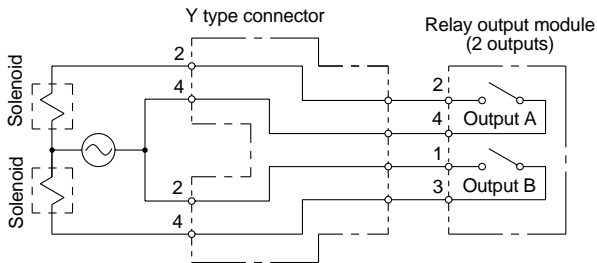 Y type connector
Relay output module
(2 outputs)
Solenoid
Solenoid
2
4
2
4
2
4
Output A
1
3
Output B